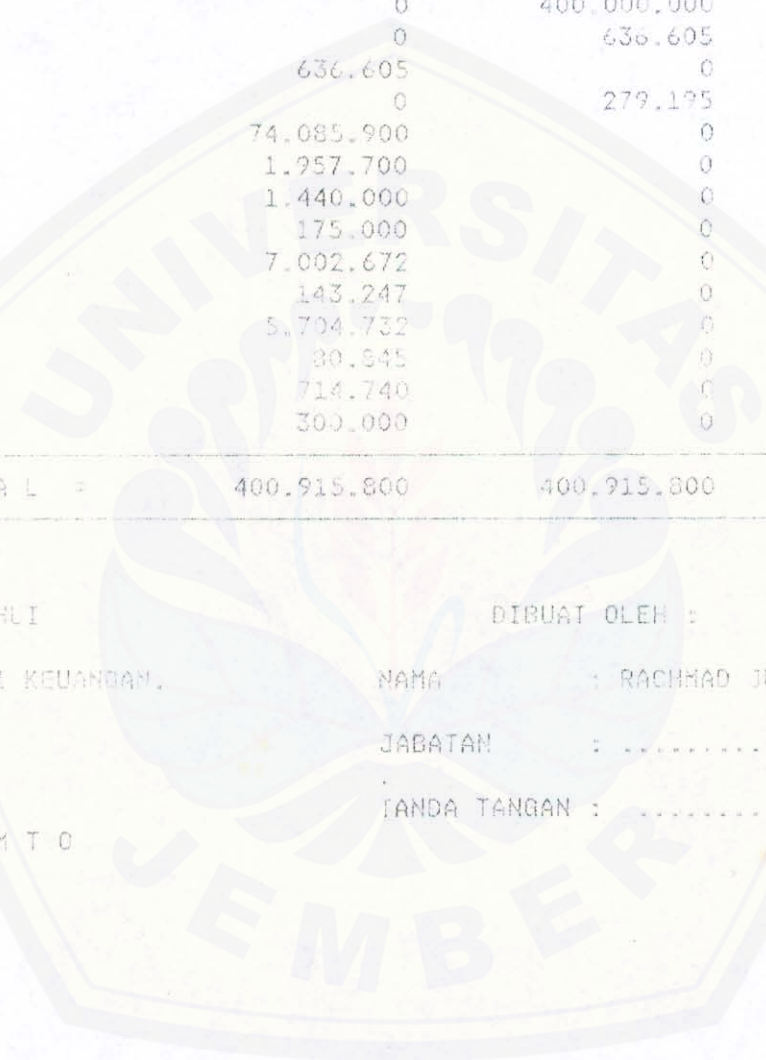 0 400.000.000
0 636.605
636.605 0
0 279.195
74.085.900 0
1.957.700 0
1.440.000 0
175.000 0
7.002.672 0
143.247 0
5.704.732 0
80.845 0
714.740 0
300.000 0
A L = 400.915.800 400.915.800
HUI DIBUAT OLEH :
I KEUANGAN. NAMA : RACHMAD J
JABATAN : ..........
TANDA TANGAN : ........
M T O
UNIVERSITAS
JEMBER